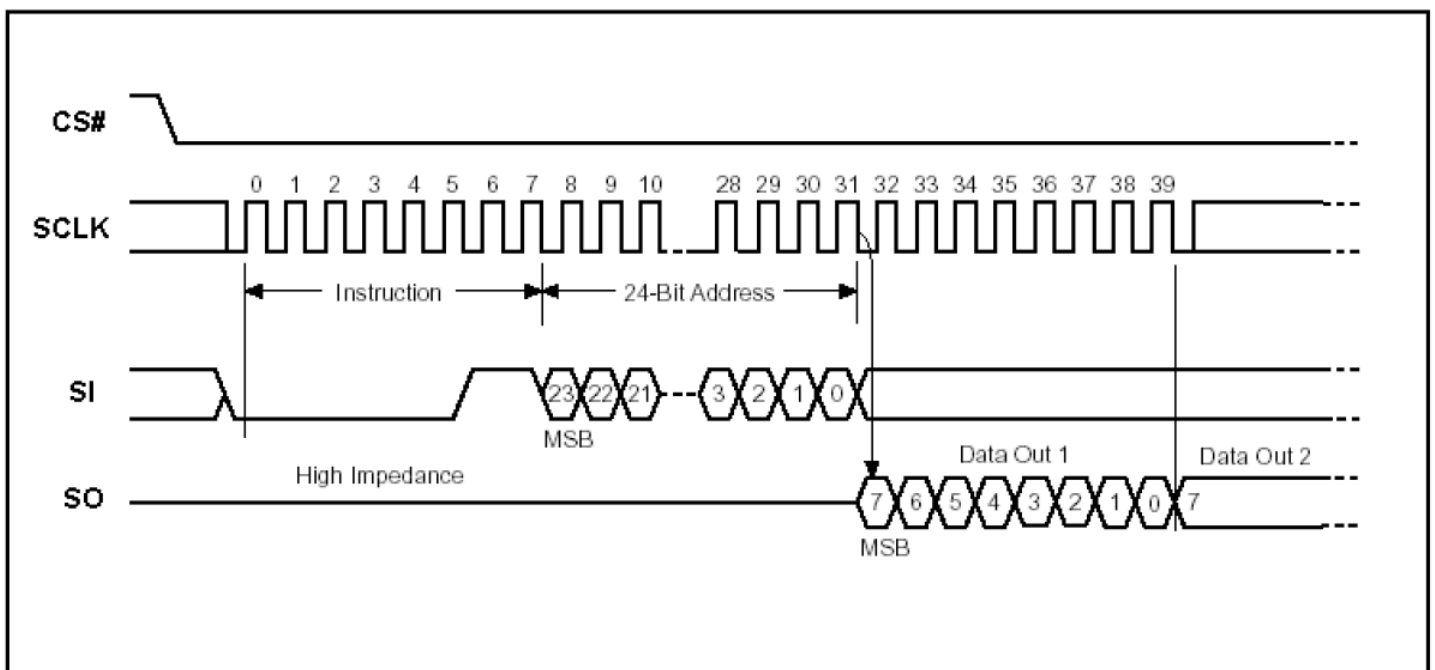 CS#
0 1 2 3 4 5 6 7 8 9 10 28 29 30 31 32 33 34 35 36 37 38 39
SCLK
Instruction 24-Bit Address
SI 23 22 21 3 2 1 0
MSB
High Impedance Data Out 1 Data Out 2
SO 7 6 5 4 3 2 1 0 7
MSB